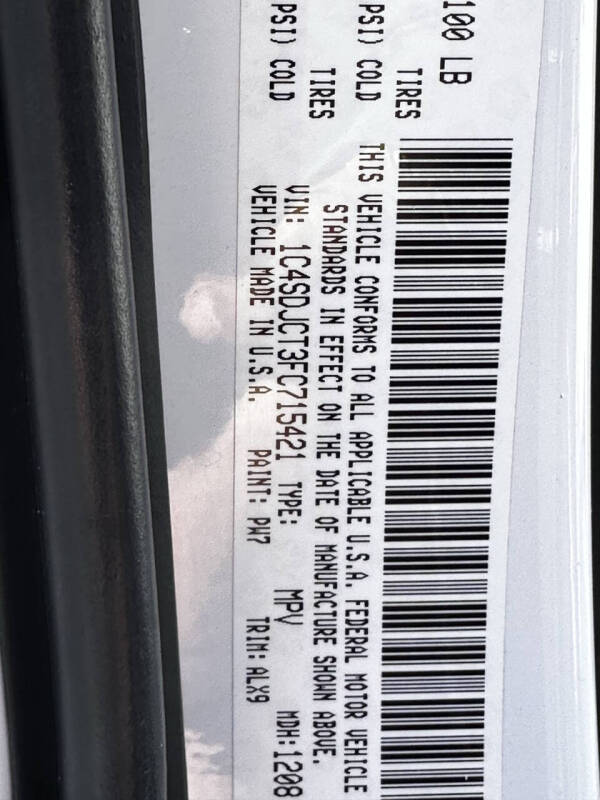 100 LB
TIRES
PSI) COLD
TIRES
PSI) COLD
THIS VEHICLE CONFORMS TO ALL APPLICABLE U.S.A. FEDERAL MOTOR VEHICLE
STANDARDS IN EFFECT ON THE DATE OF MANUFACTURE SHOWN ABOVE.
VIN: 1C4SDJCT3FC715421 TYPE: MPV MDH: 1208
VEHICLE MADE IN U.S.A. PAINT: PW7 TRIM: ALX9